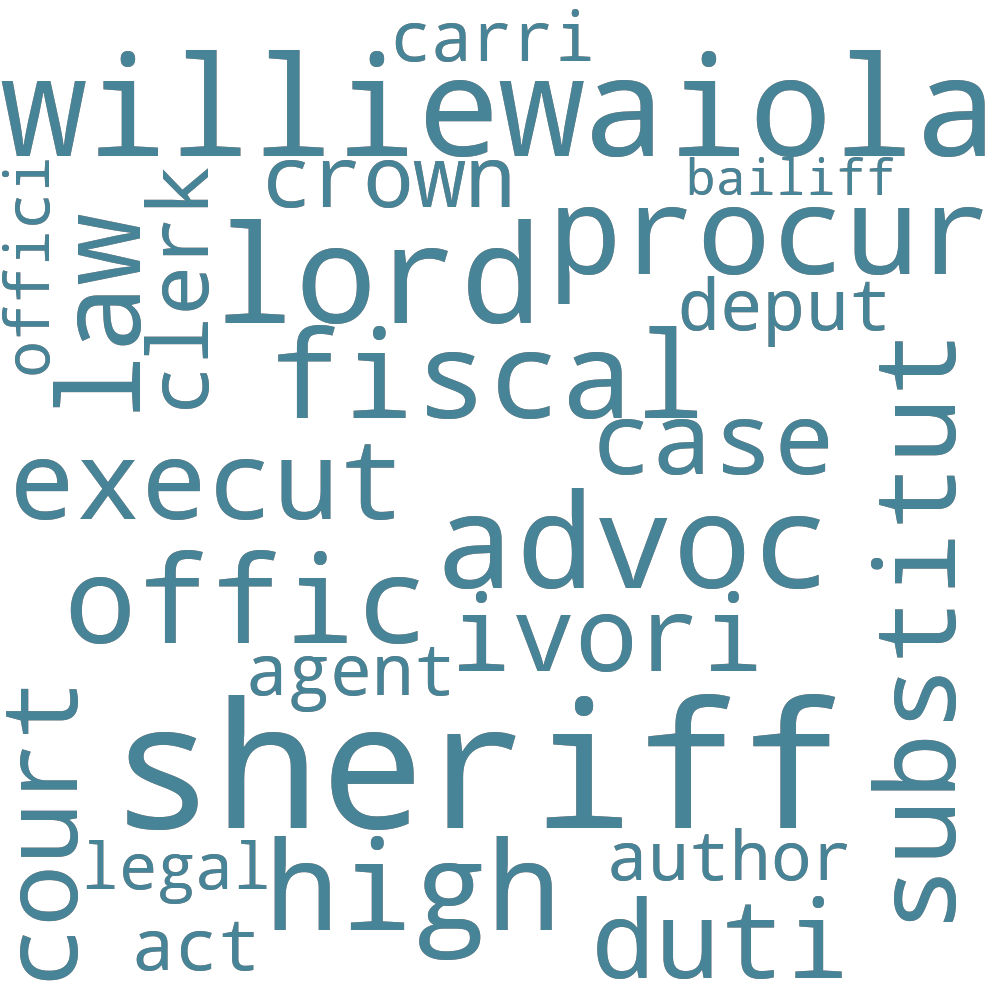 carri
williewaiola
crown
bailiff
offici
clerk
law
lord
procur
deput
fiscal
case
substitut
execut
advoc
offic
ivori
agent
court
sheriff
legal
high
author
act
duti